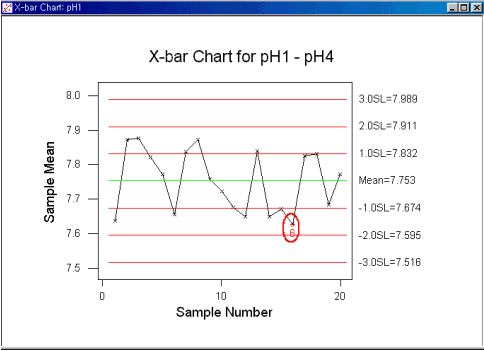 X-bar Chart: pH1
X-bar Chart for pH1 - pH4
Sample Mean
8.0
7.9
7.8
7.7
7.6
7.5
3.0SL=7.989
2.0SL=7.911
1.0SL=7.832
Mean=7.753
-1.0SL=7.674
-2.0SL=7.595
-3.0SL=7.516
6
0
10
20
Sample Number